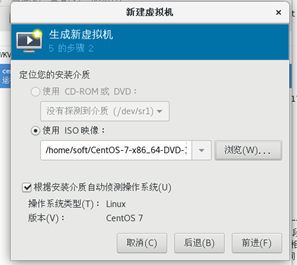 新建虚拟机
生成新虚拟机
5 的步骤 2
定位您的安装介质
使用 CD-ROM 或 DVD：
没有探测到介质 (/dev/sr1)
使用 ISO 映像：
/home/soft/CentOS-7-x86_64-DVD-
浏览(W)...
根据安装介质自动侦测操作系统(U)
操作系统类型(T)： Linux
版本(V)： CentOS 7
取消(C) 后退(B) 前进(F)